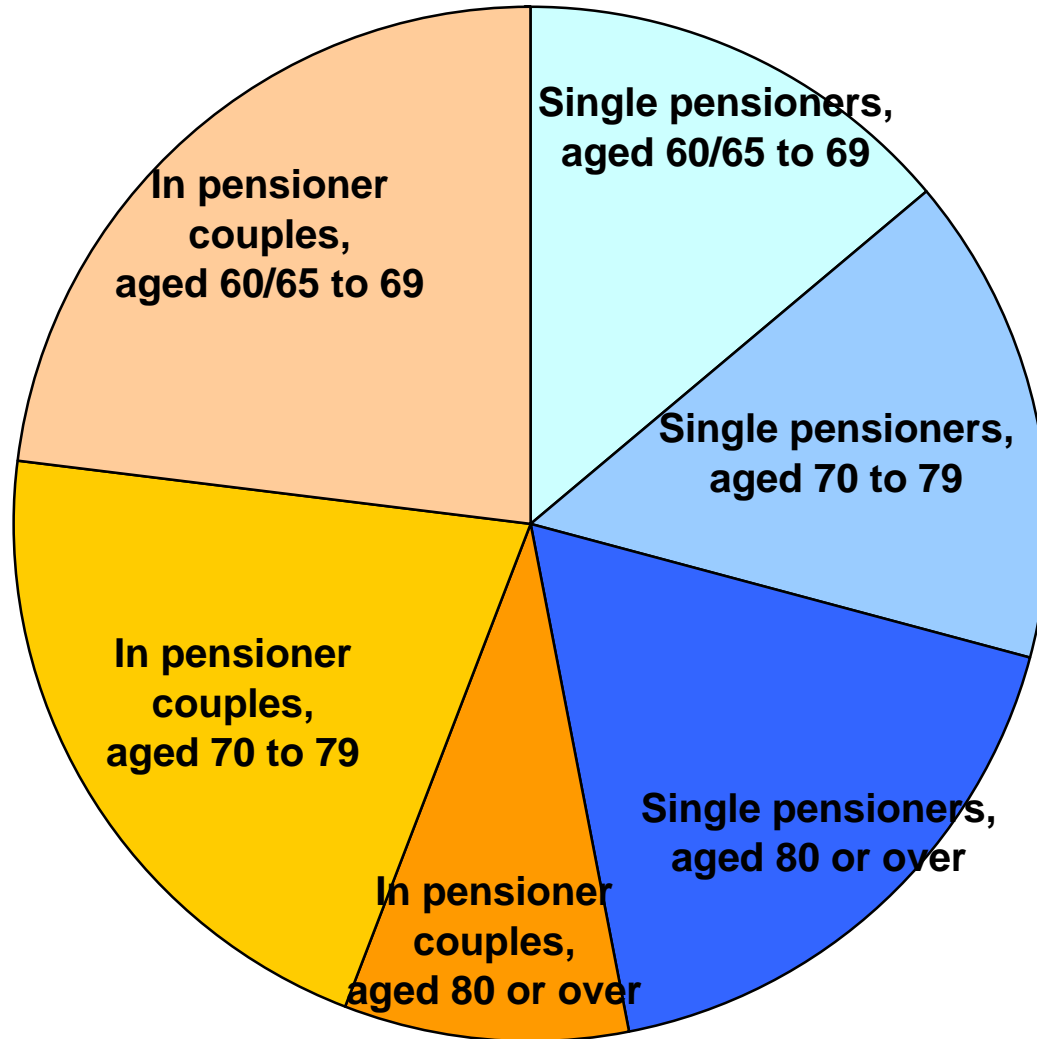 Single pensioners,
aged 60/65 to 69
In pensioner
couples,
aged 60/65 to 69
Single pensioners,
aged 70 to 79
In pensioner
couples,
aged 70 to 79
Single pensioners,
aged 80 or over
In pensioner
couples,
aged 80 or over